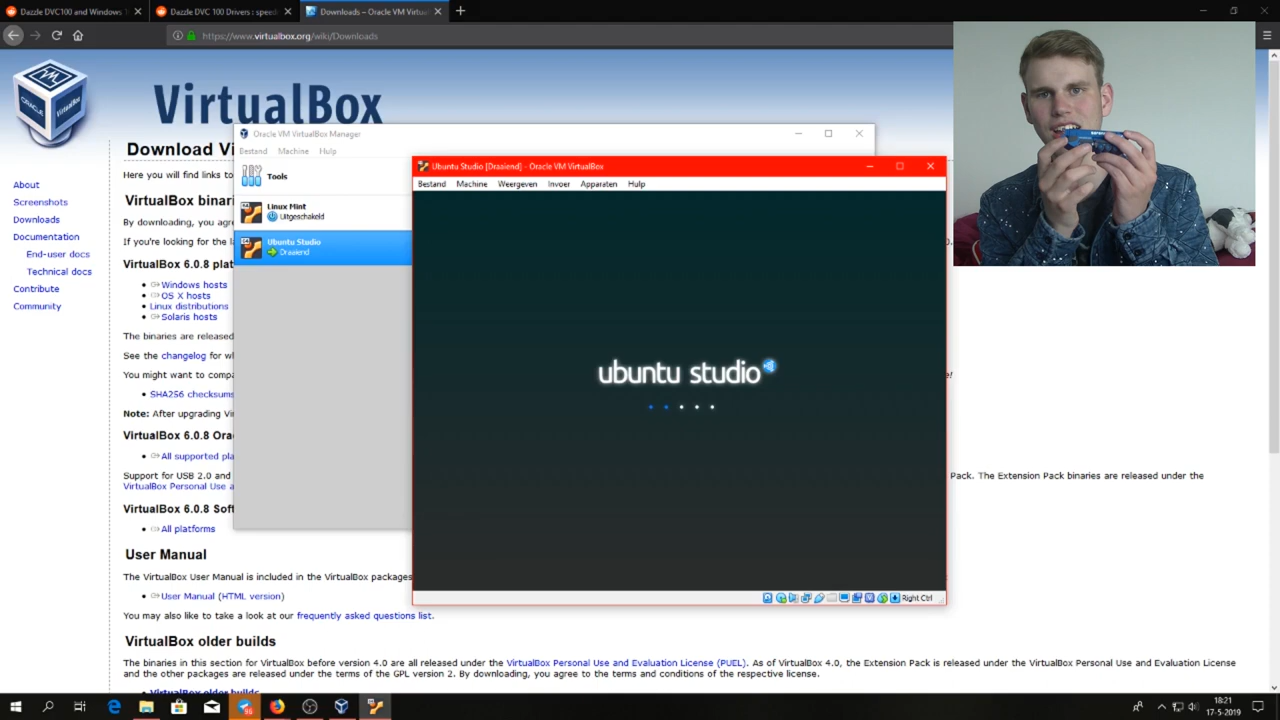 Dazzle DVC100 and Windows
Dazzle DVC 100 Drivers : speed
Downloads – Oracle VM Virtual
https://www.virtualbox.org/wiki/Downloads
VirtualBox
Download Vi
Here you will find links to
About
Screenshots
Downloads
Documentation
End-user docs
Technical docs
Contribute
Community
VirtualBox binari
By downloading, you agre
If you're looking for the la
VirtualBox 6.0.8 plat
Windows hosts
OS X hosts
Linux distributions
Solaris hosts
The binaries are released
See the changelog for wh
You might want to compa
SHA256 checksums
Note: After upgrading Vi
VirtualBox 6.0.8 Orac
All supported pla
Support for USB 2.0 and
Pack. The Extension Pack binaries are released under the
VirtualBox Personal Use a
VirtualBox 6.0.8 Soft
All platforms
User Manual
The VirtualBox User Manual is included in the VirtualBox packages
User Manual (HTML version)
You may also like to take a look at our frequently asked questions list.
VirtualBox older builds
The binaries in this section for VirtualBox before version 4.0 are all released under the VirtualBox Personal Use and Evaluation License (PUEL). As of VirtualBox 4.0, the Extension Pack is released under the VirtualBox Personal Use and Evaluation License
and the other packages are released under the terms of the GPL version 2. By downloading, you agree to the terms and conditions of the respective license.
VirtualBox older builds
Oracle VM VirtualBox Manager
Bestand Machine Hulp
Tools
Linux Mint
Uitgeschakeld
Ubuntu Studio
Draaiend
Ubuntu Studio [Draaiend] - Oracle VM VirtualBox
Bestand Machine Weergeven Invoer Apparaten Hulp
ubuntu studio
Right Ctrl
18:21
17-5-2019